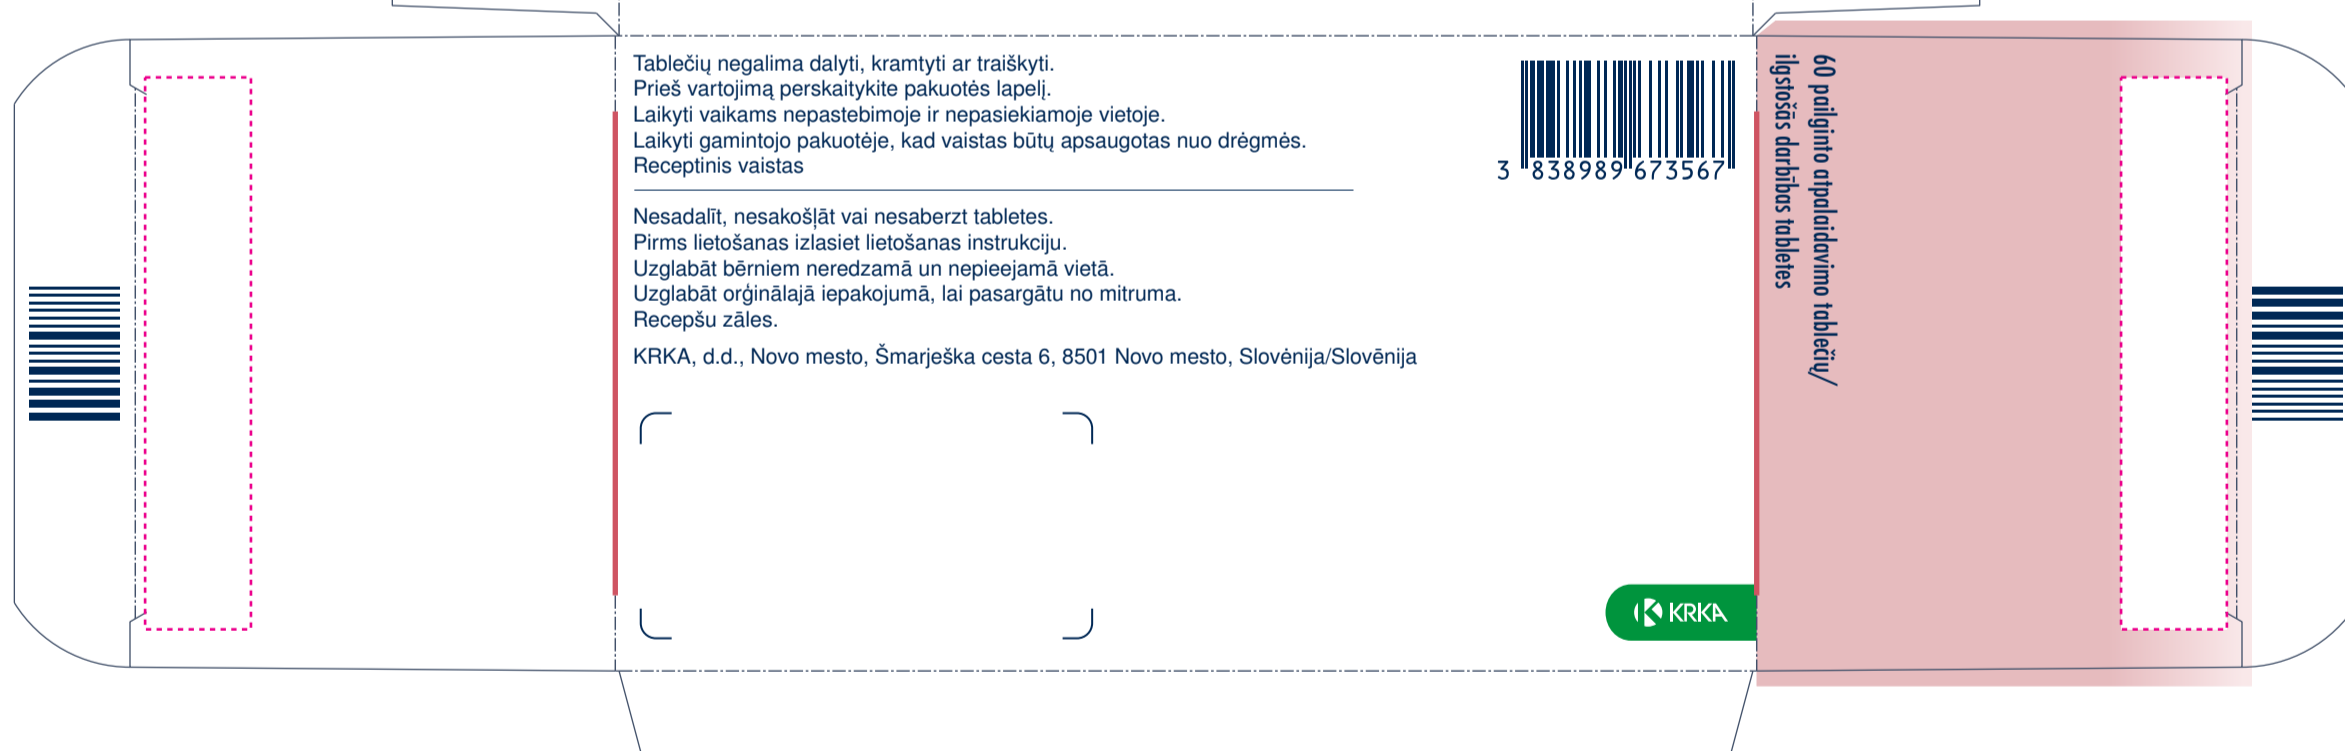 Tablečių negalima dalyti, kramtyti ar traiškyti.
Prieš vartojimą perskaitykite pakuotės lapelį.
Laikyti vaikams nepastebimoje ir nepasiekiamoje vietoje.
Laikyti gamintojo pakuotėje, kad vaistas būtų apsaugotas nuo drėgmės.
Receptinis vaistas
Nesadalīt, nesakošļāt vai nesaberzt tabletes.
Pirms lietošanas izlasiet lietošanas instrukciju.
Uzglabāt bērniem neredzamā un nepieejamā vietā.
Uzglabāt orģinālajā iepakojumā, lai pasargātu no mitruma.
Recepšu zāles.
KRKA, d.d., Novo mesto, Šmarješka cesta 6, 8501 Novo mesto, Slovėnija/Slovēnija
3 838989 673567
KRKA
60 pailginto atpalaidavimo tablečių/
ilgstošās darbības tabletes